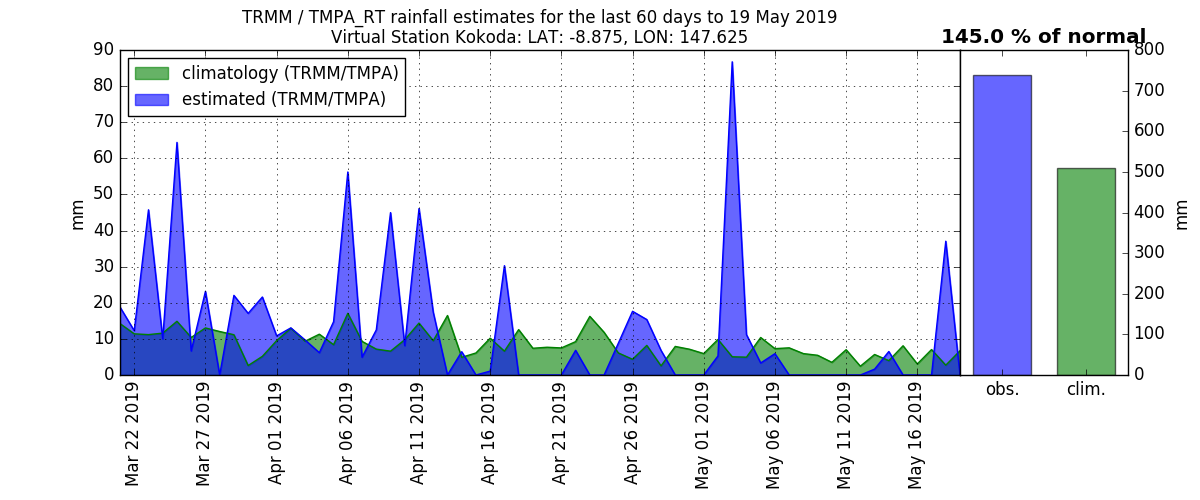 TRMM / TMPA_RT rainfall estimates for the last 60 days to 19 May 2019
Virtual Station Kokoda: LAT: -8.875, LON: 147.625
145.0 % of normal
climatology (TRMM/TMPA)
estimated (TRMM/TMPA)
90
80
70
60
50
40
30
20
10
0
mm
Mar 22 2019
Mar 27 2019
Apr 01 2019
Apr 06 2019
Apr 11 2019
Apr 16 2019
Apr 21 2019
Apr 26 2019
May 01 2019
May 06 2019
May 11 2019
May 16 2019
obs.
clim.
800
700
600
500
400
300
200
100
0
mm